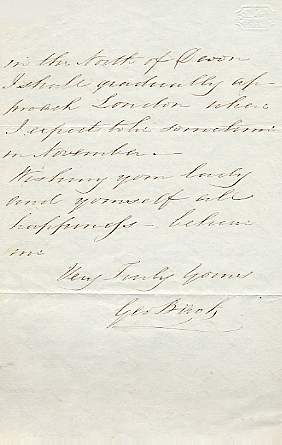 in the North of Devon
I shall gradually ap-
proach London where
I expect to be sometime
in November. —
Wishing your lady
and yourself all
happiness - believe
me
Very Truly Yours
Geo